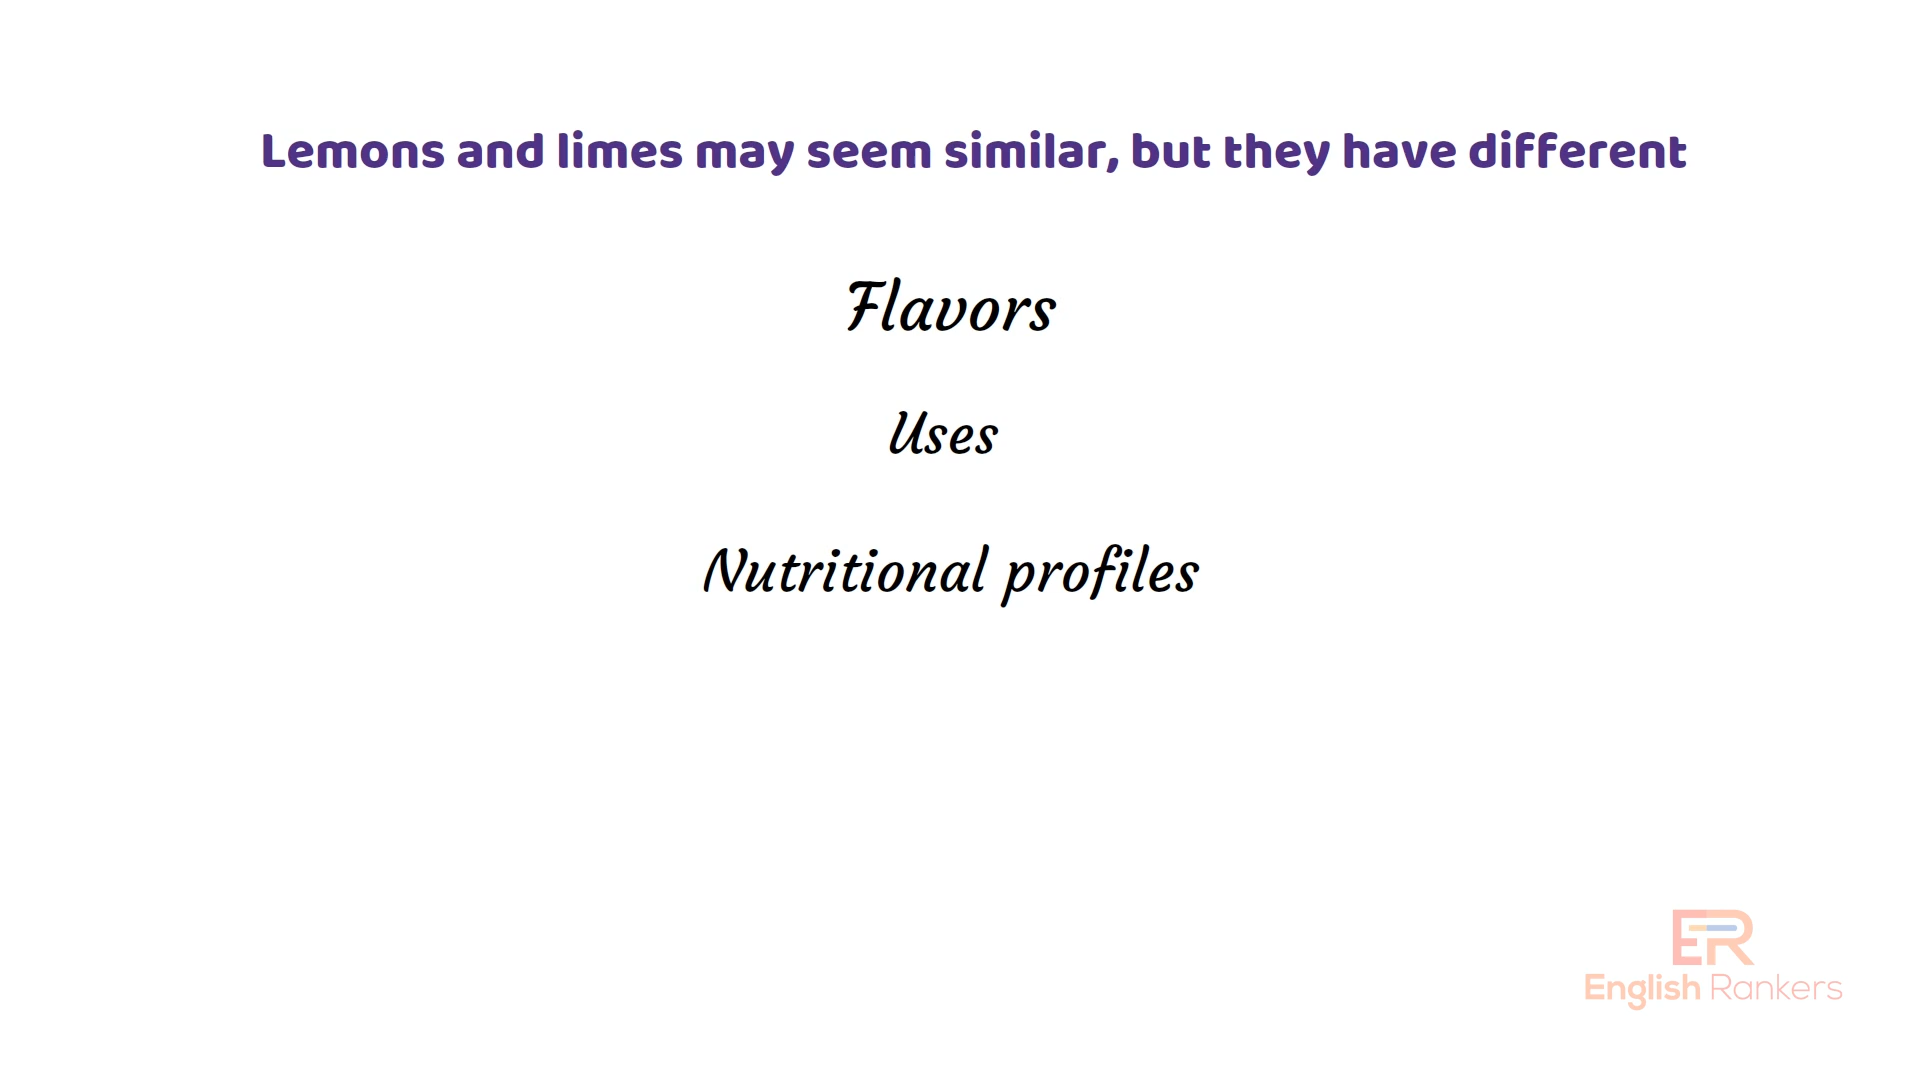 Lemons and limes may seem similar, but they have different
Flavors
Uses
Nutritional profiles
ER
English Rankers